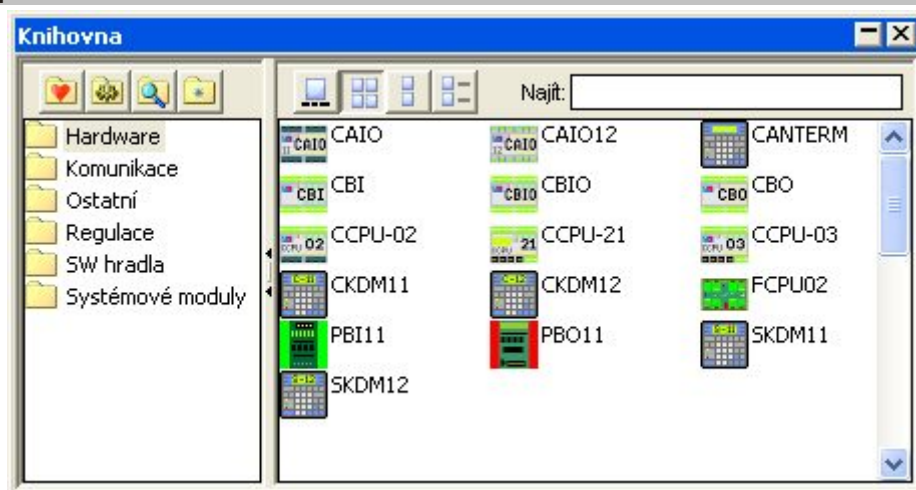 Knihovna
Najít:
Hardware
Komunikace
Ostatní
Regulace
SW hradla
Systémové moduly
CAIO CAIO12 CANTERM
CBI CBIO CBO
CCPU-02 CCPU-21 CCPU-03
CKDM11 CKDM12 FCPU02
PBI11 PBO11 SKDM11
SKDM12